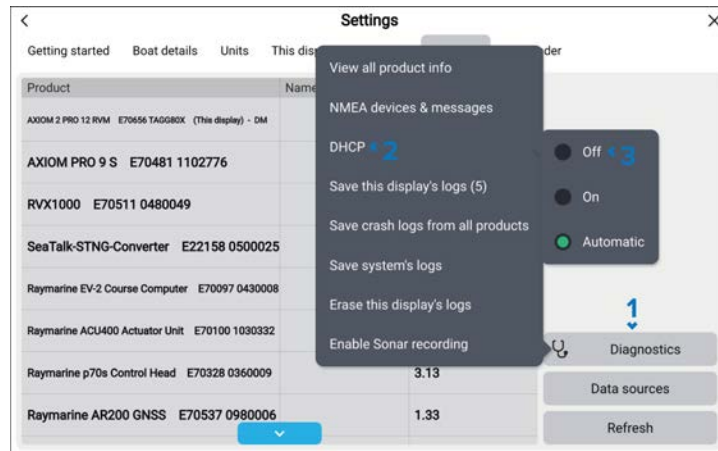 Settings
Getting started Boat details Units This dis der
Product Name
AXIOM 2 PRO 12 RVM E70656 TAGG80X (This display) - DM
AXIOM PRO 9 S E70481 1102776
RVX1000 E70511 0480049
SeaTalk-STNG-Converter E22158 0500025
Raymarine EV-2 Course Computer E70097 0430008
Raymarine ACU400 Actuator Unit E70100 1030332
Raymarine p70s Control Head E70328 0360009 3.13
Raymarine AR200 GNSS E70537 0980006 1.33
View all product info
NMEA devices & messages
DHCP 2
Save this display's logs (5)
Save crash logs from all products
Save system's logs
Erase this display's logs
Enable Sonar recording
Off 3
On
Automatic
1
Diagnostics
Data sources
Refresh